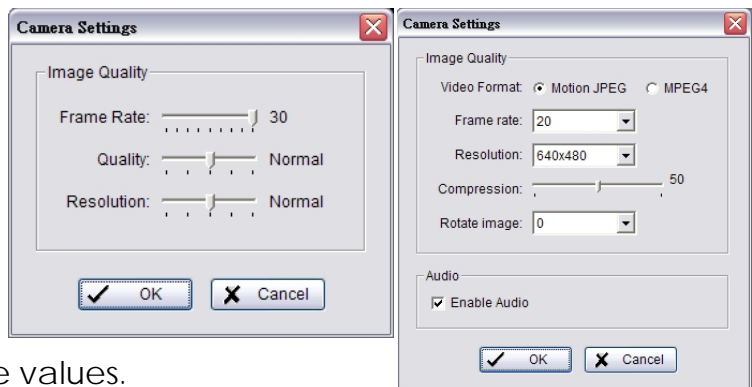 Camera Settings
Image Quality
Frame Rate: 30
Quality: Normal
Resolution: Normal
OK Cancel
Camera Settings
Image Quality
Video Format: Motion JPEG MPEG4
Frame rate: 20
Resolution: 640x480
Compression: 50
Rotate image: 0
Audio
Enable Audio
OK Cancel
e values.